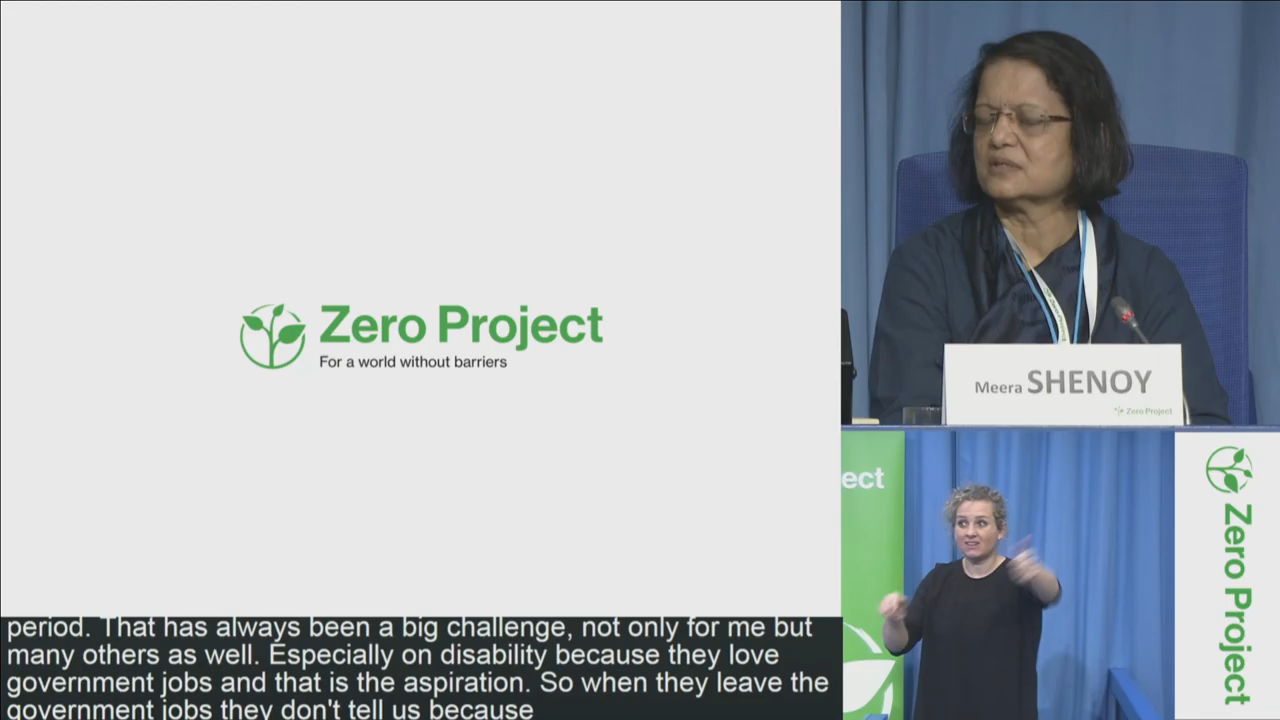 Zero Project
For a world without barriers
Meera SHENOY
Zero Project
ect
Zero Project
period. That has always been a big challenge, not only for me but
many others as well. Especially on disability because they love
government jobs and that is the aspiration. So when they leave the
government jobs they don't tell us because